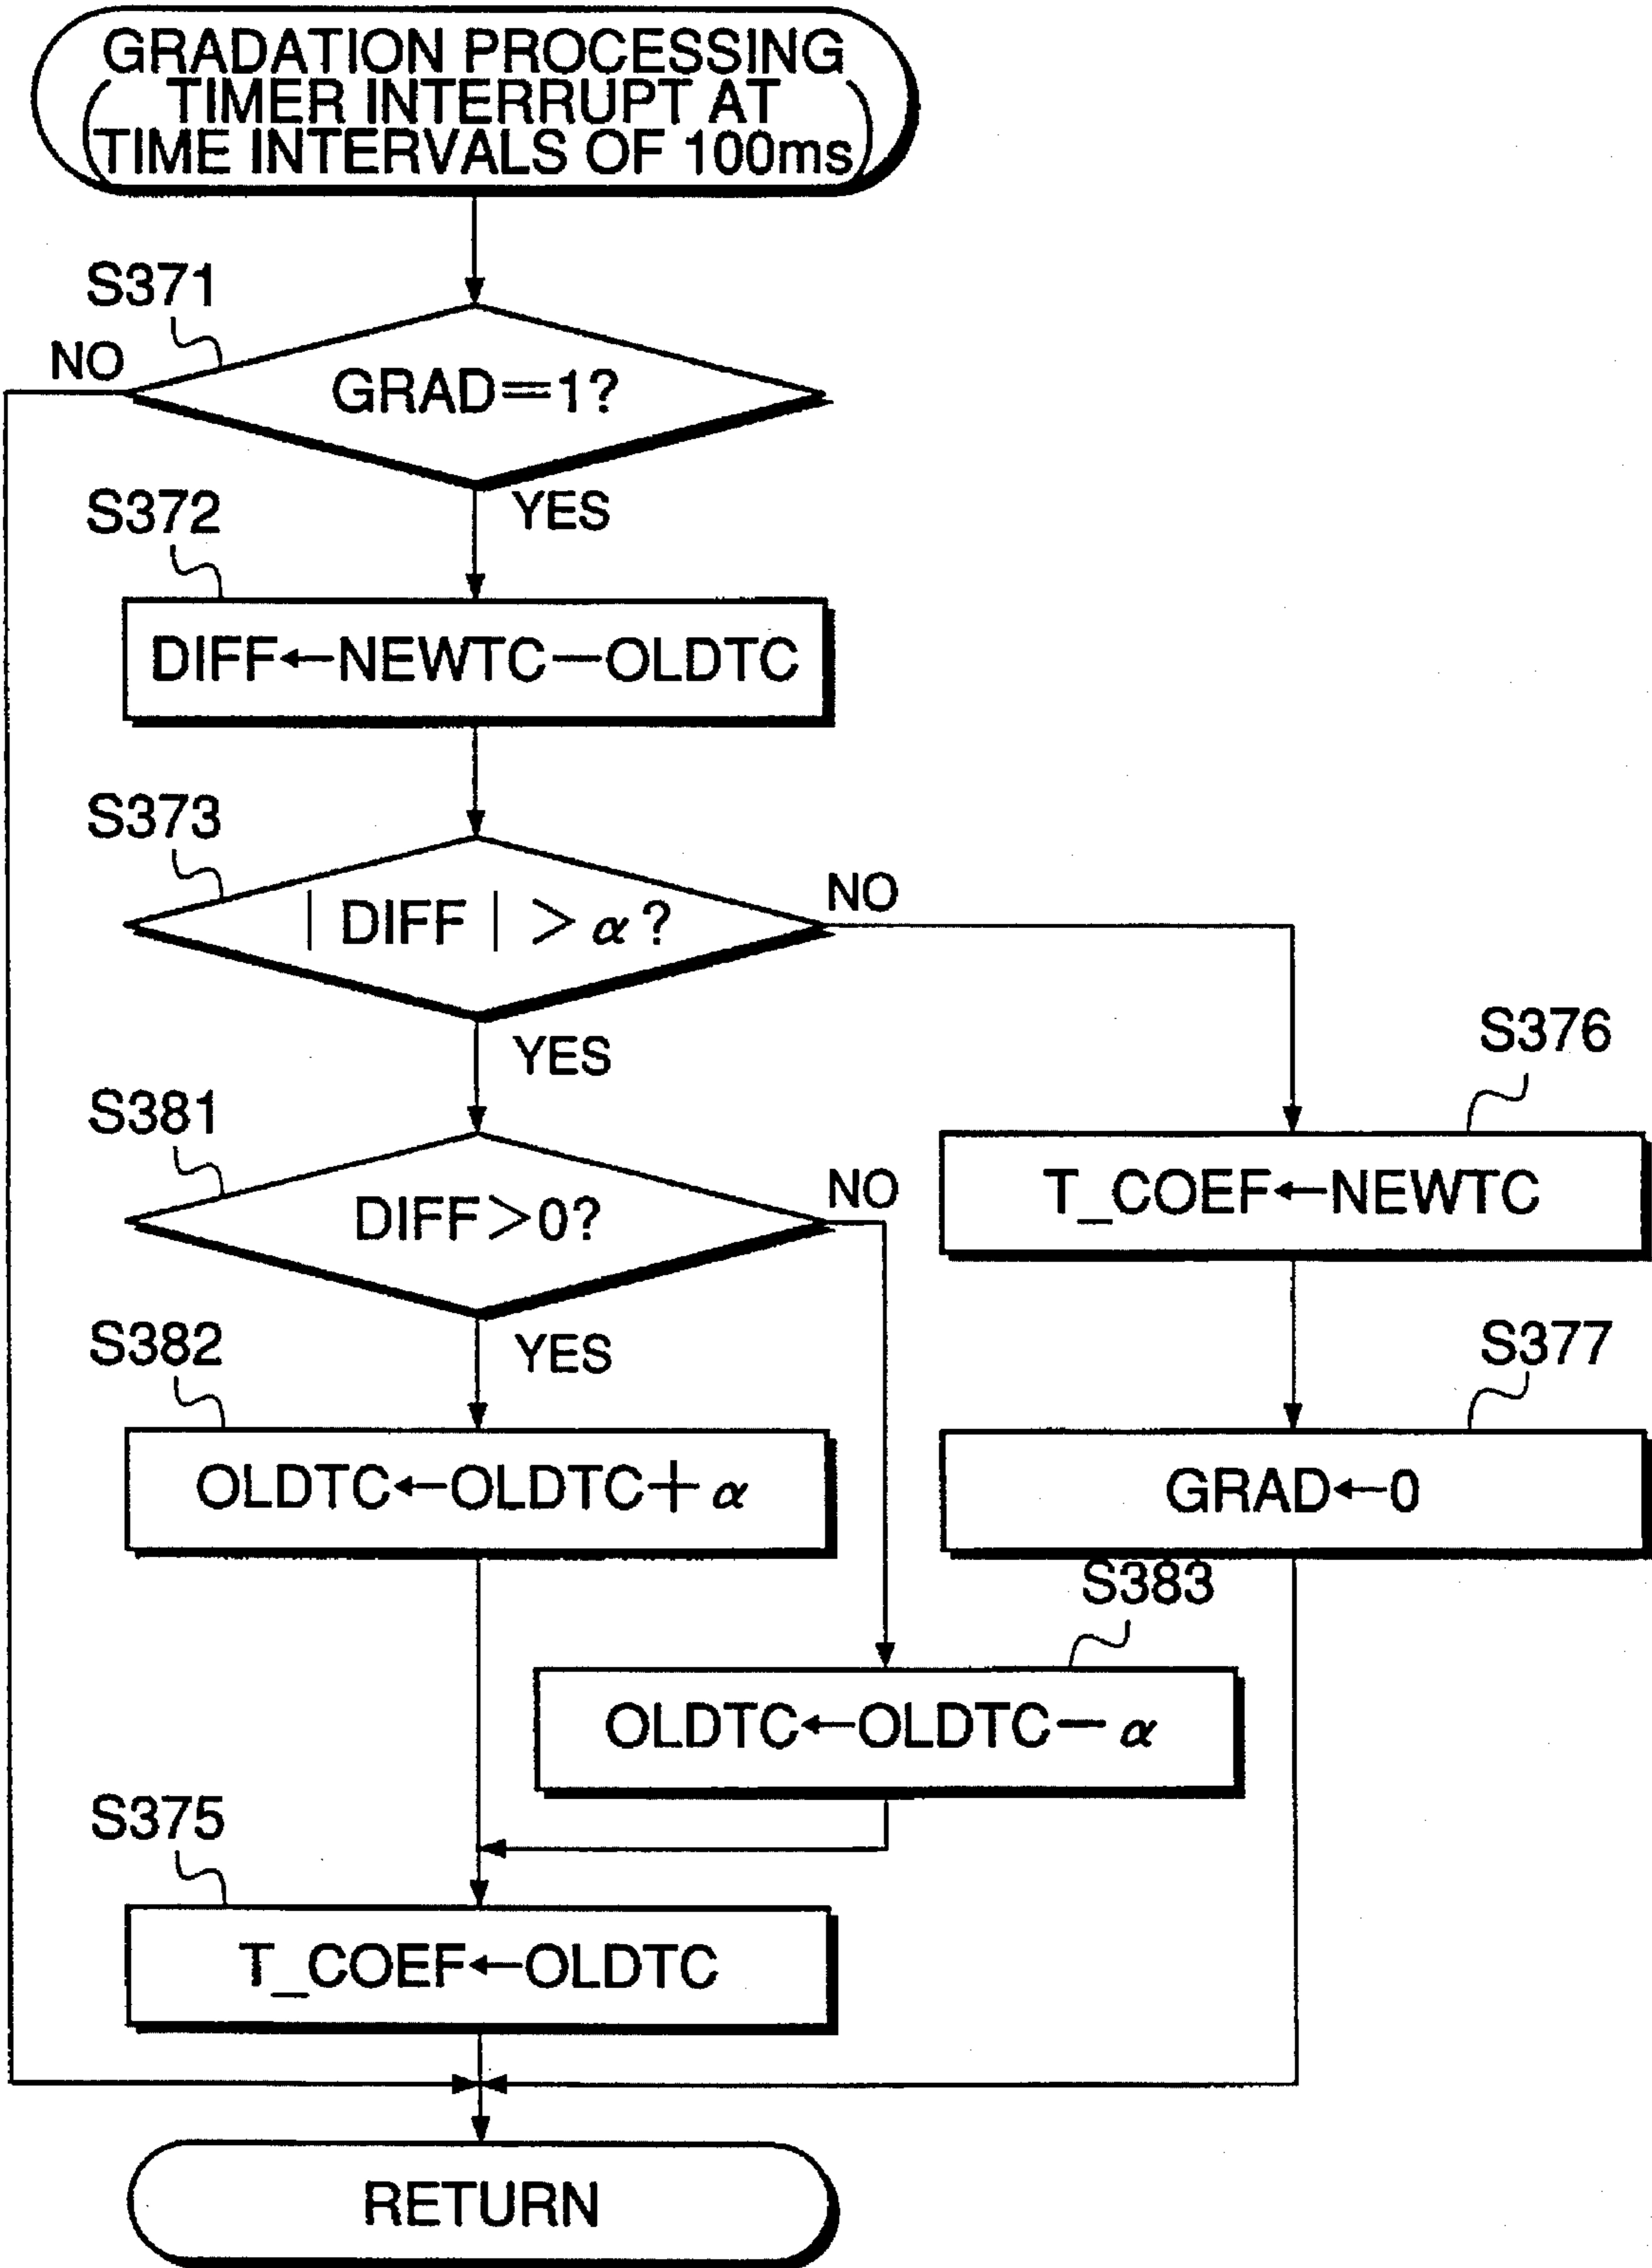 GRADATION PROCESSING
(TIMER INTERRUPT AT
TIME INTERVALS OF 100ms)
S371
NO
GRAD=1?
YES
S372
DIFF←NEWTC−OLDTC
S373
NO
| DIFF | > α ?
YES
S376
S381
T_COEF←NEWTC
NO
DIFF>0?
YES
S382
S377
OLDTC←OLDTC+α
GRAD←0
S383
OLDTC←OLDTC−α
S375
T_COEF←OLDTC
RETURN